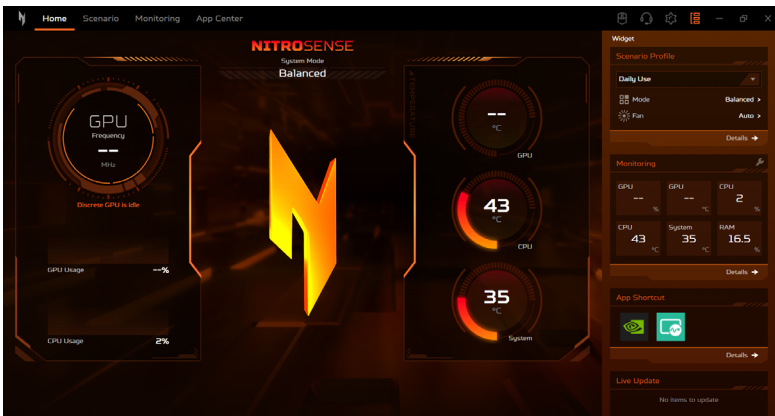 Home Scenario Monitoring App Center
NITROSENSE
System Mode
Balanced
GPU
Frequency
--
MHz
Discrete GPU is idle
GPU Usage --%
CPU Usage 2%
--
°C
GPU
43
°C
CPU
35
°C
System
Widget
Scenario Profile
Daily Use
Mode Balanced >
Fan Auto >
Details →
Monitoring
GPU GPU CPU
-- -- 2
% °C %
CPU System RAM
43 35 16.5
°C °C %
Details →
App Shortcut
Details →
Live Update
No items to update